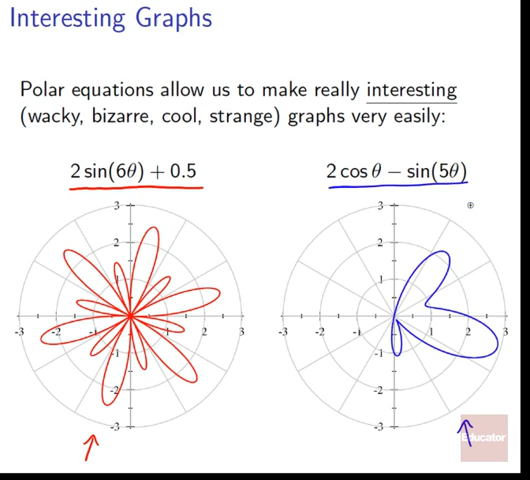 Interesting Graphs
Polar equations allow us to make really interesting
(wacky, bizarre, cool, strange) graphs very easily:
2 sin(6θ) + 0.5
2 cos θ − sin(5θ)
3
2
1
-3 -2 -1 1 2 3
-1
-2
-3
3
2
1
-3 -2 -1 1 2 3
-1
-2
-3
Educator